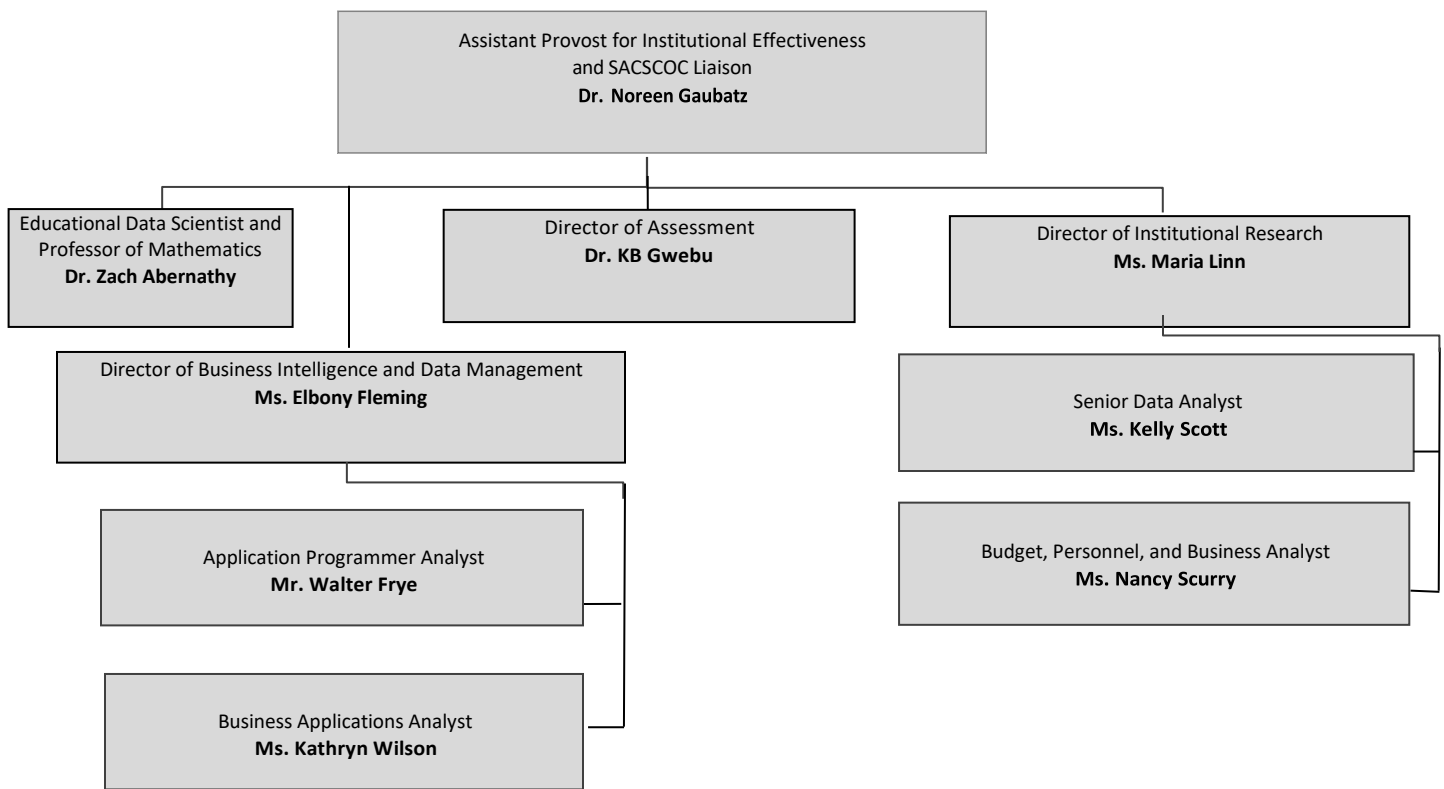 Assistant Provost for Institutional Effectiveness
and SACSCOC Liaison
Dr. Noreen Gaubatz
Educational Data Scientist and
Professor of Mathematics
Dr. Zach Abernathy
Director of Assessment
Dr. KB Gwebu
Director of Institutional Research
Ms. Maria Linn
Director of Business Intelligence and Data Management
Ms. Elbony Fleming
Senior Data Analyst
Ms. Kelly Scott
Application Programmer Analyst
Mr. Walter Frye
Budget, Personnel, and Business Analyst
Ms. Nancy Scurry
Business Applications Analyst
Ms. Kathryn Wilson